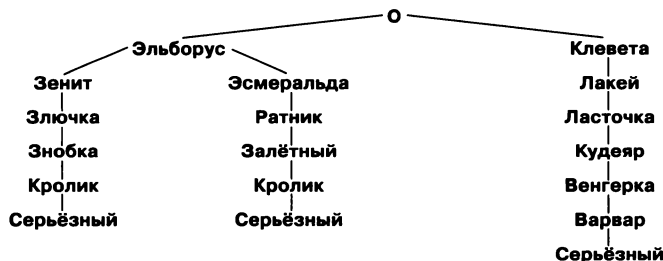 О
Эльборус Клевета
Зенит Эсмеральда Лакей
Злючка Ратник Ласточка
Знобка Залётный Кудеяр
Кролик Кролик Венгерка
Серьёзный Серьёзный Варвар
Серьёзный